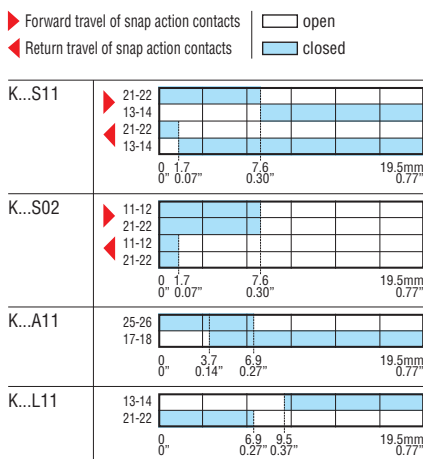 Forward travel of snap action contacts
open
Return travel of snap action contacts
closed
K...S11
21-22
13-14
21-22
13-14
0 1.7 7.6 19.5mm
0" 0.07" 0.30" 0.77"
K...S02
11-12
21-22
11-12
21-22
0 1.7 7.6 19.5mm
0" 0.07" 0.30" 0.77"
K...A11
25-26
17-18
0 3.7 6.9 19.5mm
0" 0.14" 0.27" 0.77"
K...L11
13-14
21-22
0 6.9 9.5 19.5mm
0" 0.27" 0.37" 0.77"